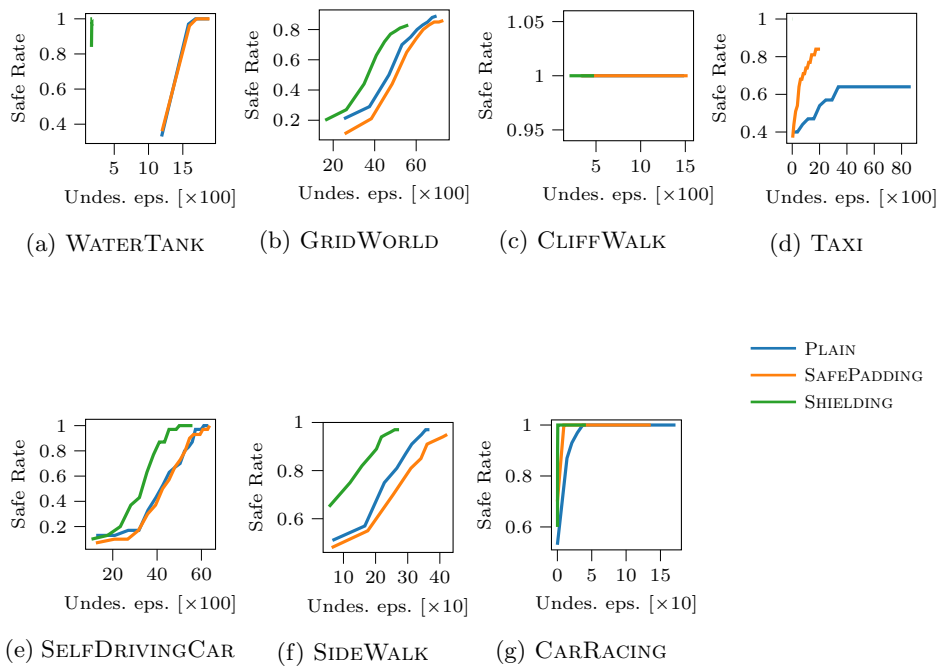 1
0.8
0.6
0.4
Safe Rate
5
15
Undes. eps. [×100]
(a) WATERTANK
0.8
0.6
0.4
0.2
Safe Rate
20
40
60
Undes. eps. [×100]
(b) GRIDWORLD
1.05
1
0.95
Safe Rate
5
15
Undes. eps. [×100]
(c) CLIFFWALK
1
0.8
0.6
0.4
Safe Rate
0
20
40
60
80
Undes. eps. [×100]
(d) TAXI
PLAIN
SAFEPADDING
SHIELDING
1
0.8
0.6
0.4
0.2
Safe Rate
20
40
60
Undes. eps. [×100]
(e) SELFDRIVINGCAR
1
0.8
0.6
Safe Rate
10
20
30
40
Undes. eps. [×10]
(f) SIDEWALK
1
0.8
0.6
Safe Rate
0
5
10
15
Undes. eps. [×10]
(g) CARRACING